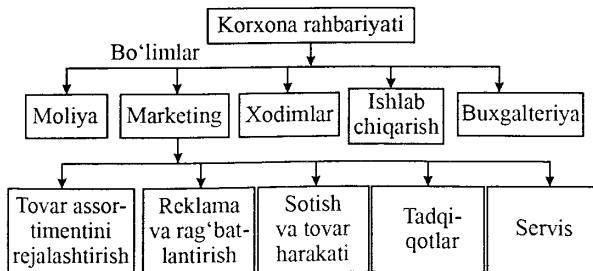 Korxona rahbariyati
Bo‘limlar
Moliya
Marketing
Xodimlar
Ishlab
chiqarish
Buxgalteriya
Tovar assor-
timentini
rejalashtirish
Reklama
va rag‘bat-
lantirish
Sotish
va tovar
harakati
Tadqi-
qotlar
Servis